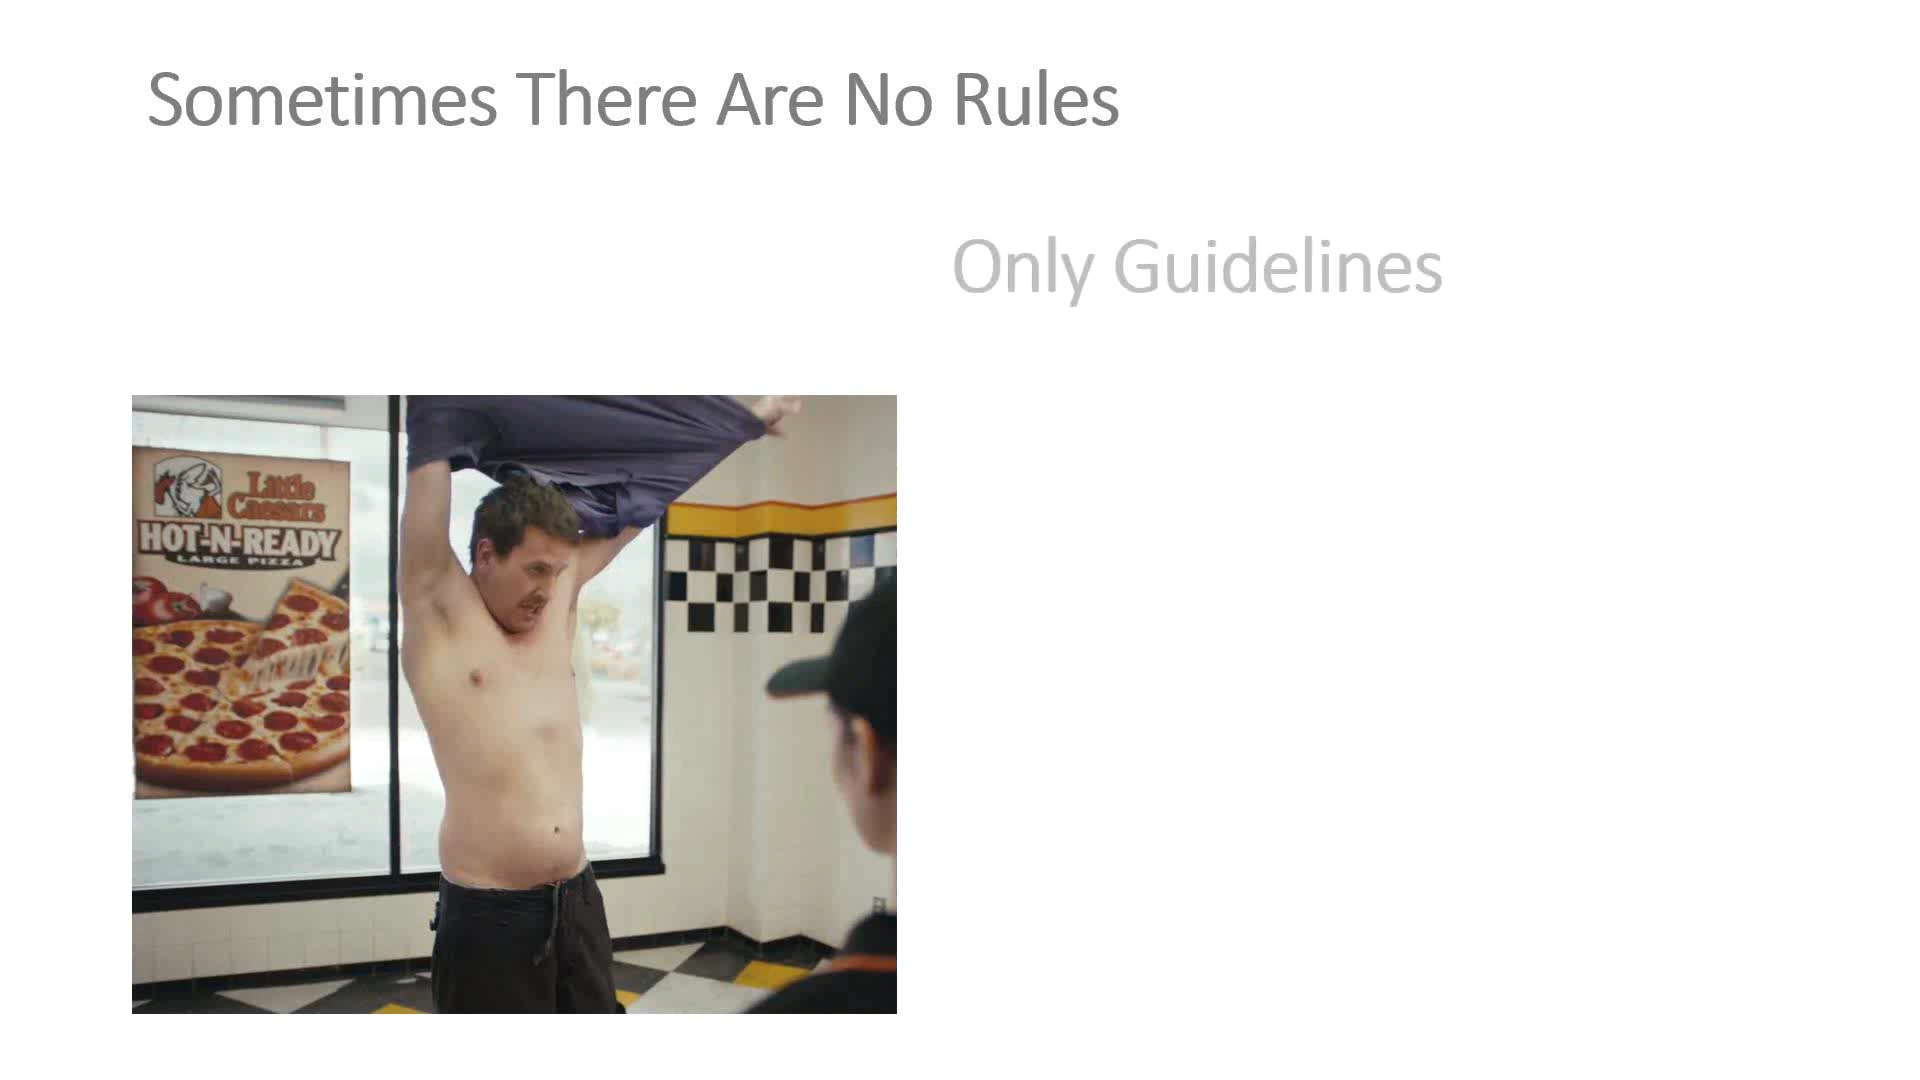 Sometimes There Are No Rules
Only Guidelines
Little
Caesars
HOT-N-READY
LARGE PIZZA